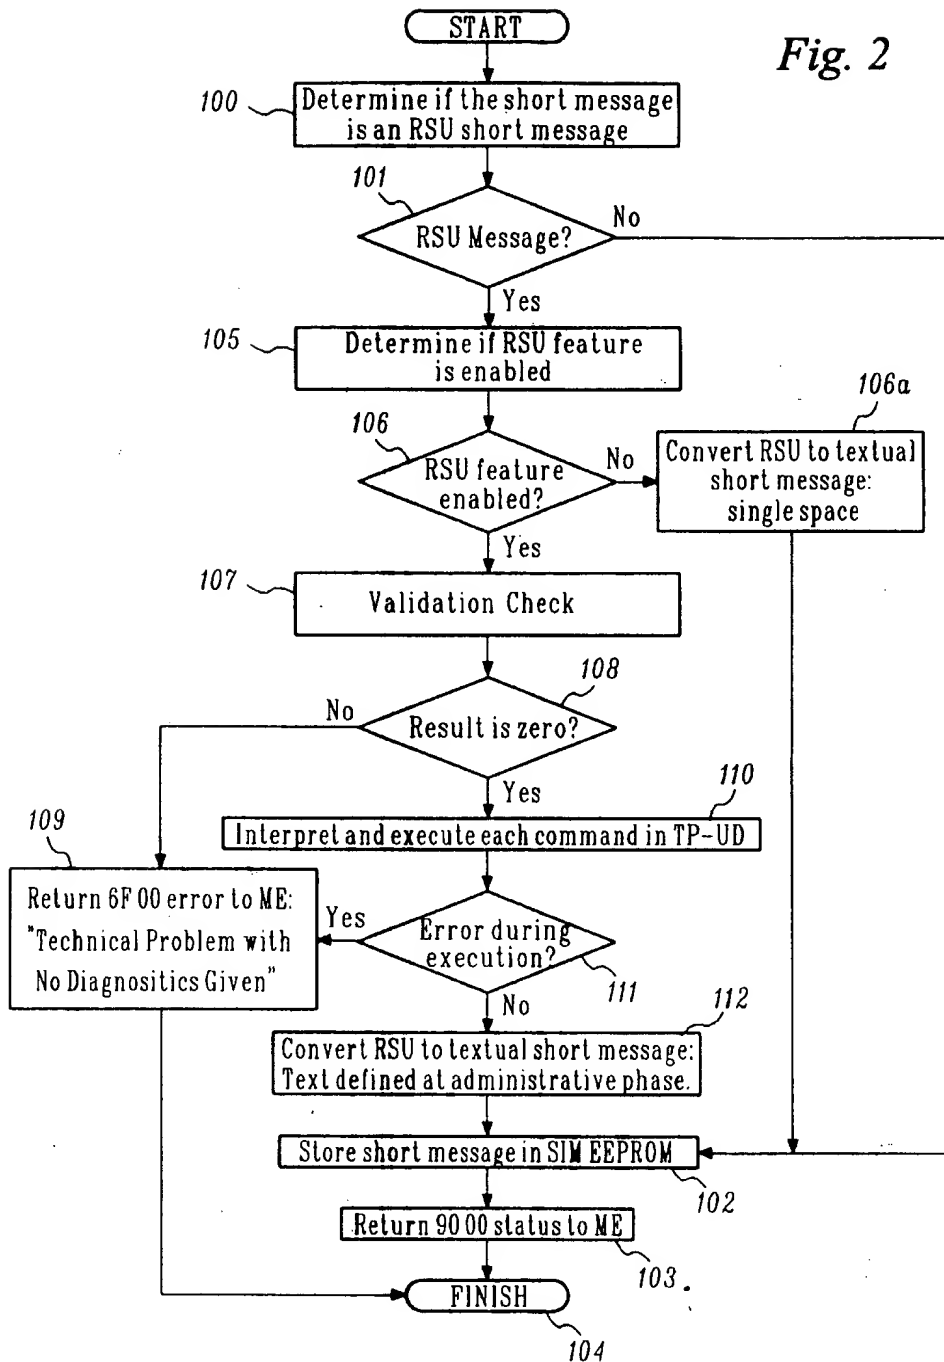 START
Fig. 2
100
Determine if the short message
is an RSU short message
101
RSU Message?
No
Yes
105
Determine if RSU feature
is enabled
106
RSU feature
enabled?
No
106a
Convert RSU to textual
short message:
single space
Yes
107
Validation Check
108
Result is zero?
No
Yes
110
Interpret and execute each command in TP-UD
109
Return 6F 00 error to ME:
"Technical Problem with
No Diagnositics Given"
Yes
Error during
execution?
111
No
112
Convert RSU to textual short message:
Text defined at administrative phase.
Store short message in SIM EEPROM
102
Return 90 00 status to ME
103
FINISH
104